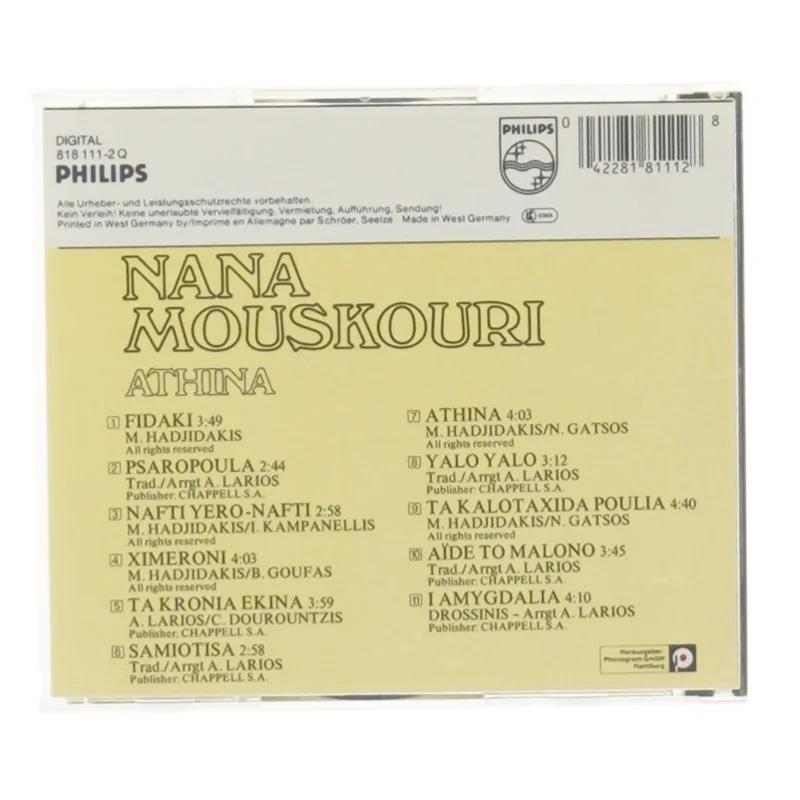 DIGITAL
818 111-2 Q
PHILIPS
Alle Urheber- und Leistungsschutzrechte vorbehalten.
Kein Verleih! Keine unerlaubte Vervielfältigung, Vermietung, Aufführung, Sendung!
Printed in West Germany by/Imprimé en Allemagne par Schröer, Seelze Made in West Germany
PHILIPS
0 42281 81112 8
NANA
MOUSKOURI
ATHINA
1 FIDAKI 3:49
M. HADJIDAKIS
All rights reserved
2 PSAROPOULA 2:44
Trad./Arrgt A. LARIOS
Publisher: CHAPPELL S.A.
3 NAFTI YERO-NAFTI 2:58
M. HADJIDAKIS/I. KAMPANELLIS
All rights reserved
4 XIMERONI 4:03
M. HADJIDAKIS/B. GOUFAS
All rights reserved
5 TA KRONIA EKINA 3:59
A. LARIOS/C. DOUROUNTZIS
Publisher: CHAPPELL S.A.
6 SAMIOTISA 2:58
Trad./Arrgt A. LARIOS
Publisher: CHAPPELL S.A.
7 ATHINA 4:03
M. HADJIDAKIS/N. GATSOS
All rights reserved
8 YALO YALO 3:12
Trad./Arrgt A. LARIOS
Publisher: CHAPPELL S.A.
9 TA KALOTAXIDA POULIA 4:40
M. HADJIDAKIS/N. GATSOS
All rights reserved
10 AÏDE TO MALONO 3:45
Trad./Arrgt A. LARIOS
Publisher: CHAPPELL S.A.
11 I AMYGDALIA 4:10
DROSSINIS - Arrgt A. LARIOS
Publisher: CHAPPELL S.A.
Herausgeber:
Phonogram GmbH
Hamburg